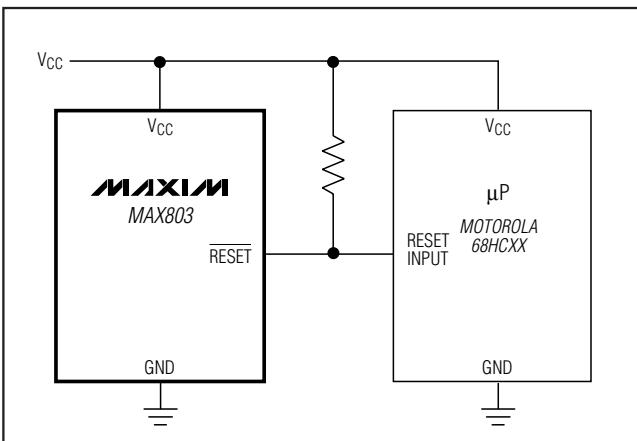 VCC
VCC
MAXIM
MAX803
RESET
GND
VCC
μP
MOTOROLA
68HCXX
RESET
INPUT
GND